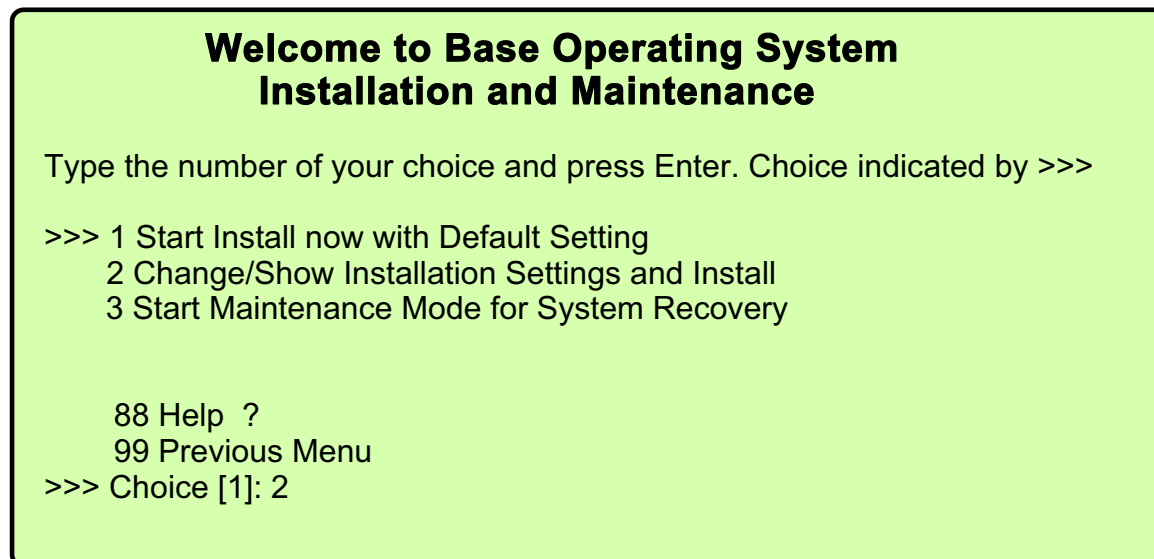 Welcome to Base Operating System
Installation and Maintenance
Type the number of your choice and press Enter. Choice indicated by >>>
>>> 1 Start Install now with Default Setting
2 Change/Show Installation Settings and Install
3 Start Maintenance Mode for System Recovery
88 Help ?
99 Previous Menu
>>> Choice [1]: 2